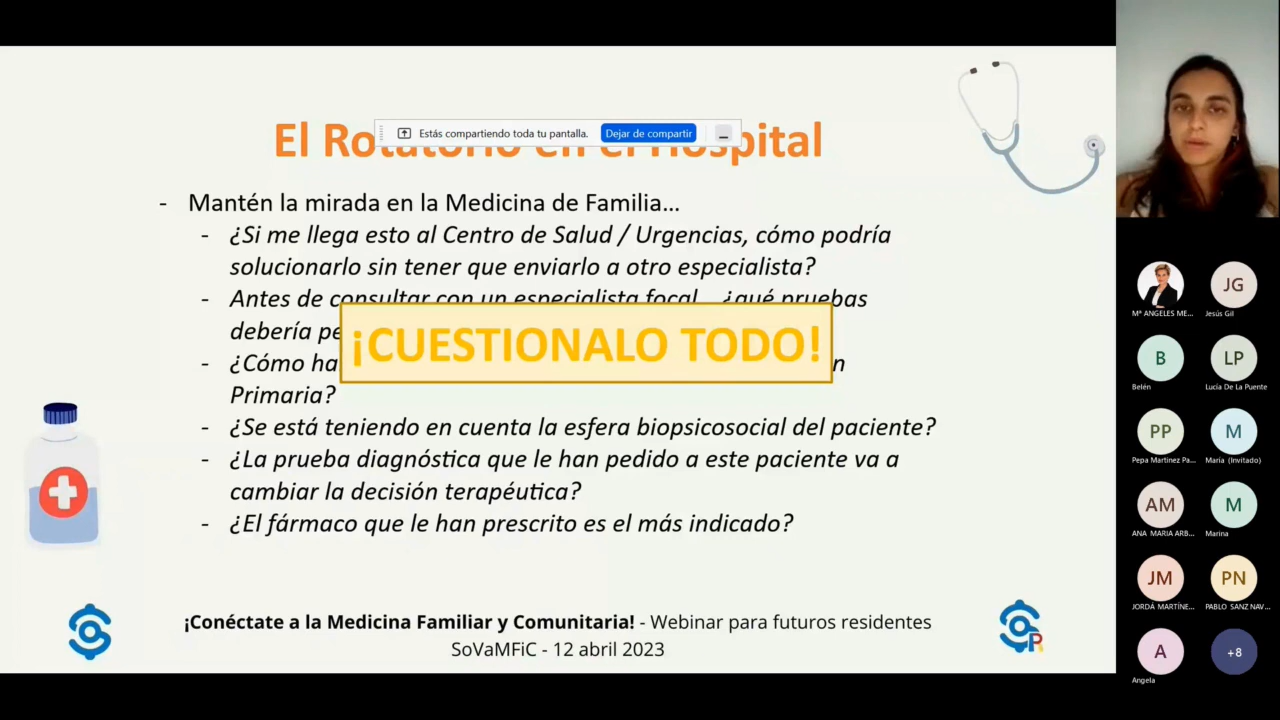 Estás compartiendo toda tu pantalla. Dejar de compartir
El Rotatorio en el Hospital
- Mantén la mirada en la Medicina de Familia...
- ¿Si me llega esto al Centro de Salud / Urgencias, cómo podría
solucionarlo sin tener que enviarlo a otro especialista?
- Antes de consultar con un especialista focal... ¿qué pruebas
debería
¡CUESTIONALO TODO!
- ¿Cómo
Primaria?
- ¿Se está teniendo en cuenta la esfera biopsicosocial del paciente?
- ¿La prueba diagnóstica que le han pedido a este paciente va a
cambiar la decisión terapéutica?
- ¿El fármaco que le han prescrito es el más indicado?
¡Conéctate a la Medicina Familiar y Comunitaria! - Webinar para futuros residentes
SoVaMFiC - 12 abril 2023
R
Mª ANGELES ME...
JG
Jesús Gil
B
Belén
LP
Lucía De La Puente
PP
Pepa Martinez Pa...
M
María (Invitado)
AM
ANA MARIA ARB...
M
Marina
JM
JORDÁ MARTÍNE...
PN
PABLO SANZ NAV...
A
Angela
+8